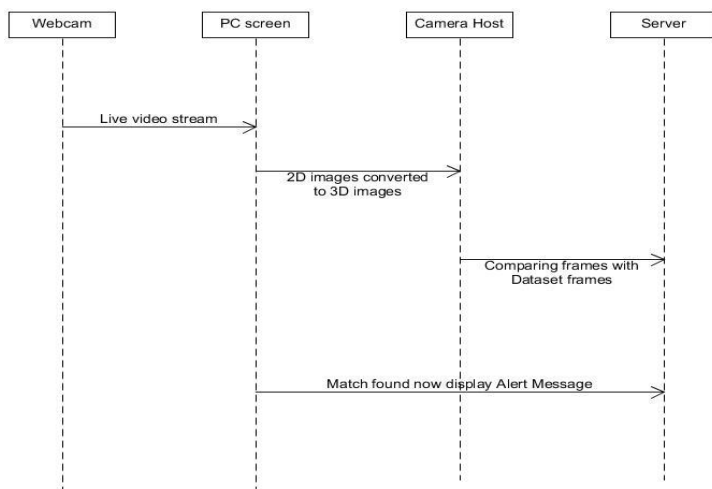 Webcam
PC screen
Camera Host
Server
Live video stream
2D images converted
to 3D images
Comparing frames with
Dataset frames
Match found now display Alert Message